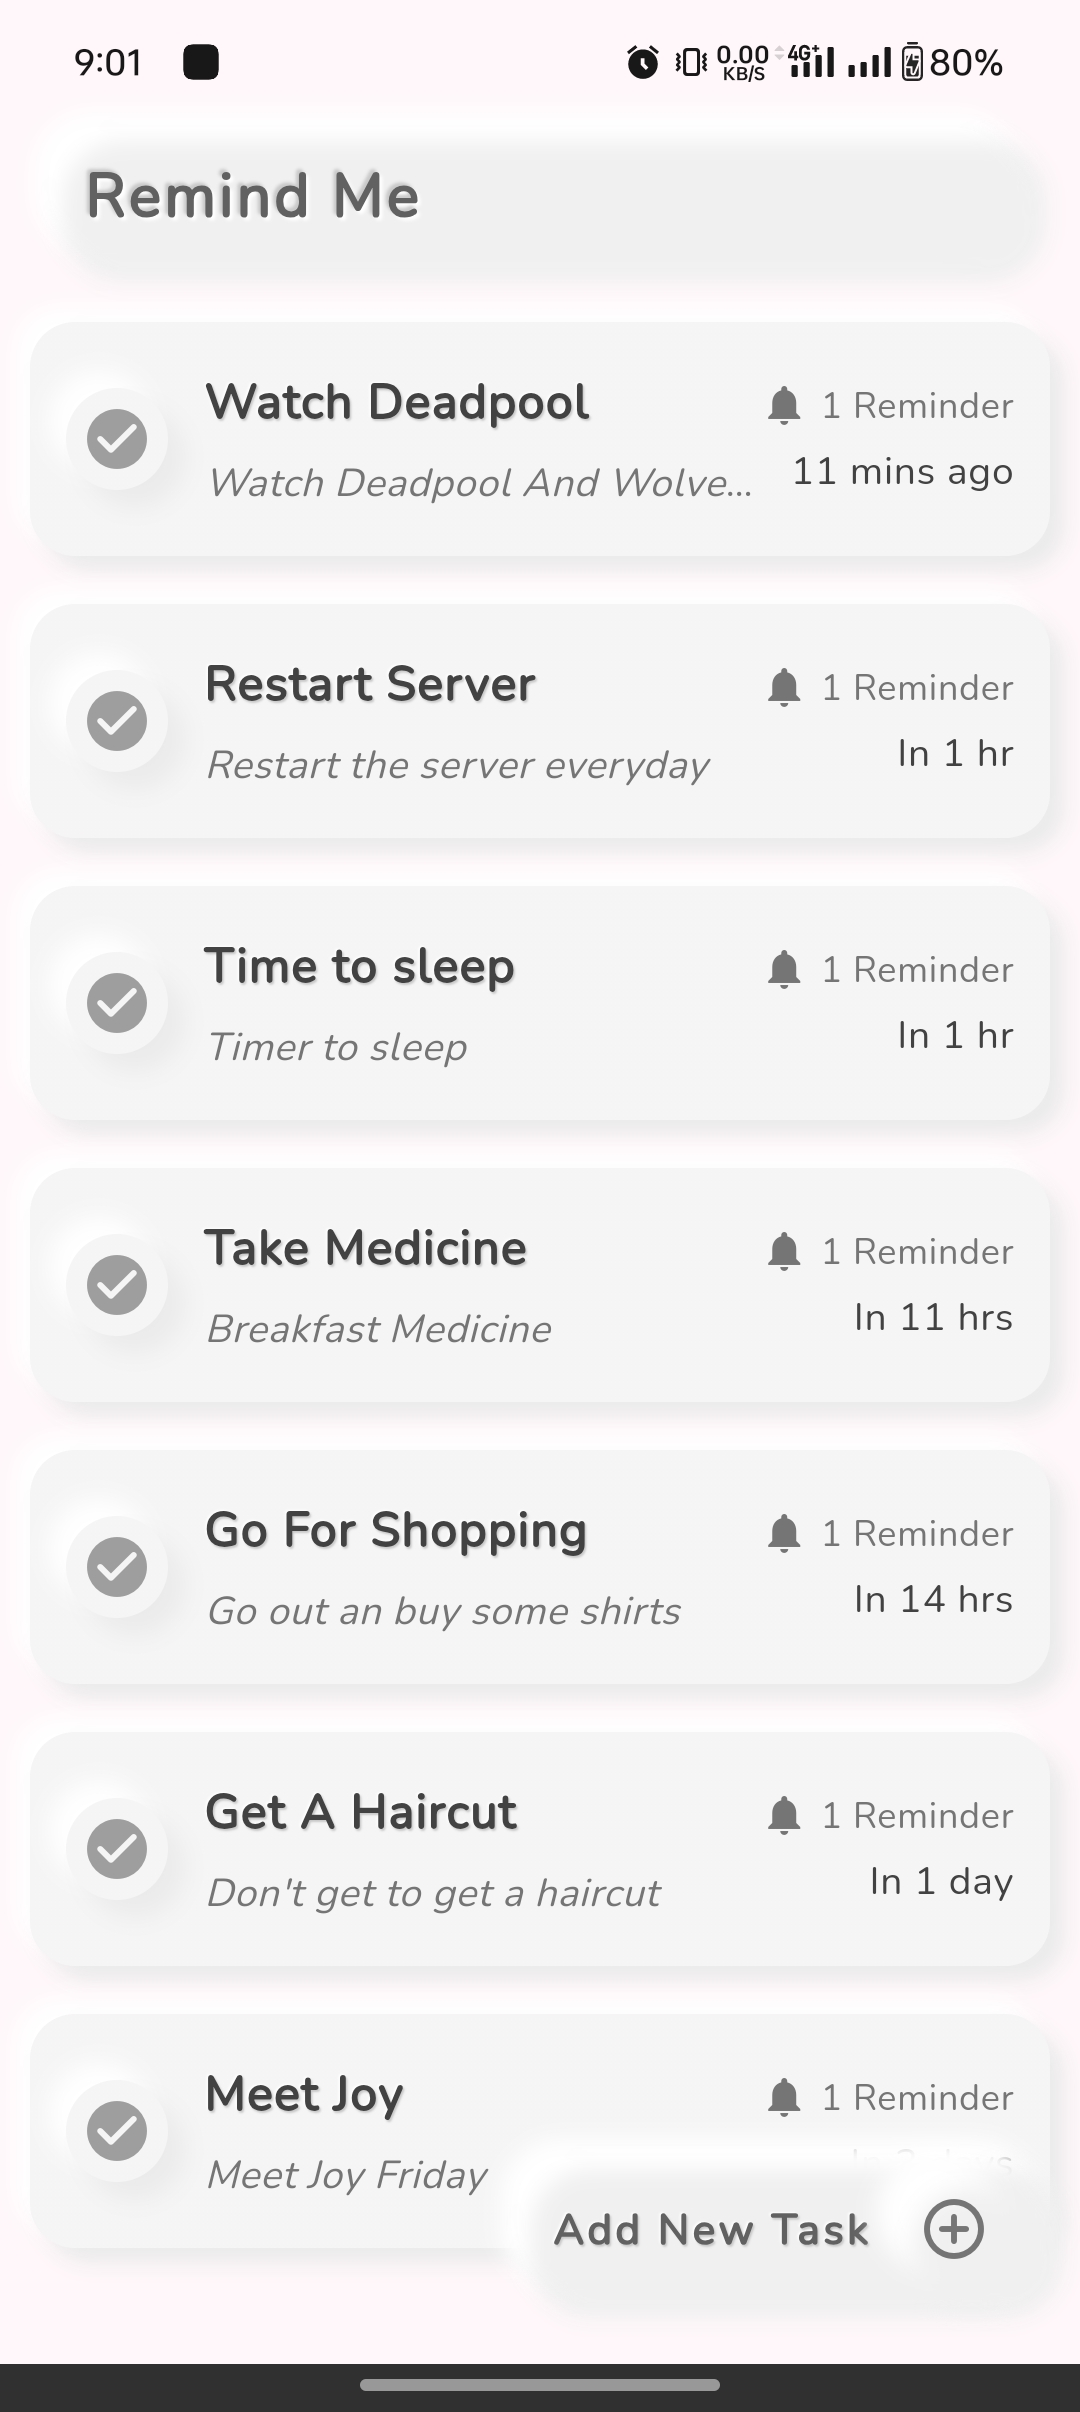 9:01
0.00 KB/S 4G+ 80%
Remind Me
Watch Deadpool
1 Reminder
Watch Deadpool And Wolve...
11 mins ago
Restart Server
1 Reminder
Restart the server everyday
In 1 hr
Time to sleep
1 Reminder
Timer to sleep
In 1 hr
Take Medicine
1 Reminder
Breakfast Medicine
In 11 hrs
Go For Shopping
1 Reminder
Go out an buy some shirts
In 14 hrs
Get A Haircut
1 Reminder
Don't get to get a haircut
In 1 day
Meet Joy
1 Reminder
Meet Joy Friday
Add New Task